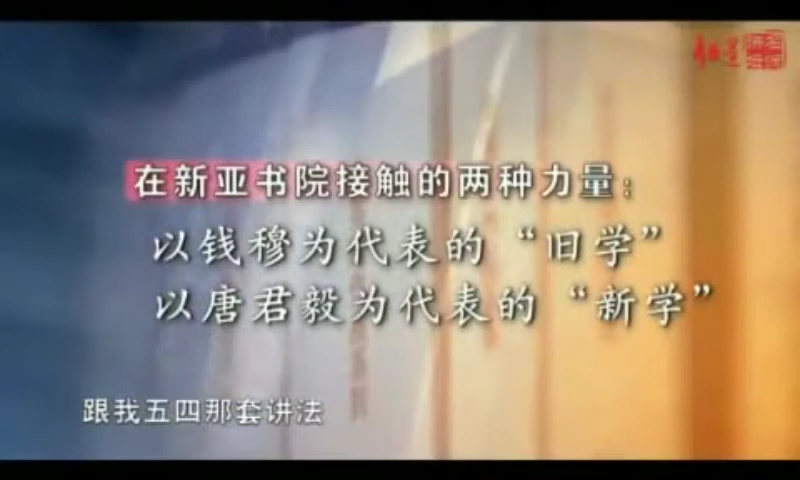 在新亚书院接触的两种力量：
以钱穆为代表的“旧学”
以唐君毅为代表的“新学”
跟我五四那套讲法